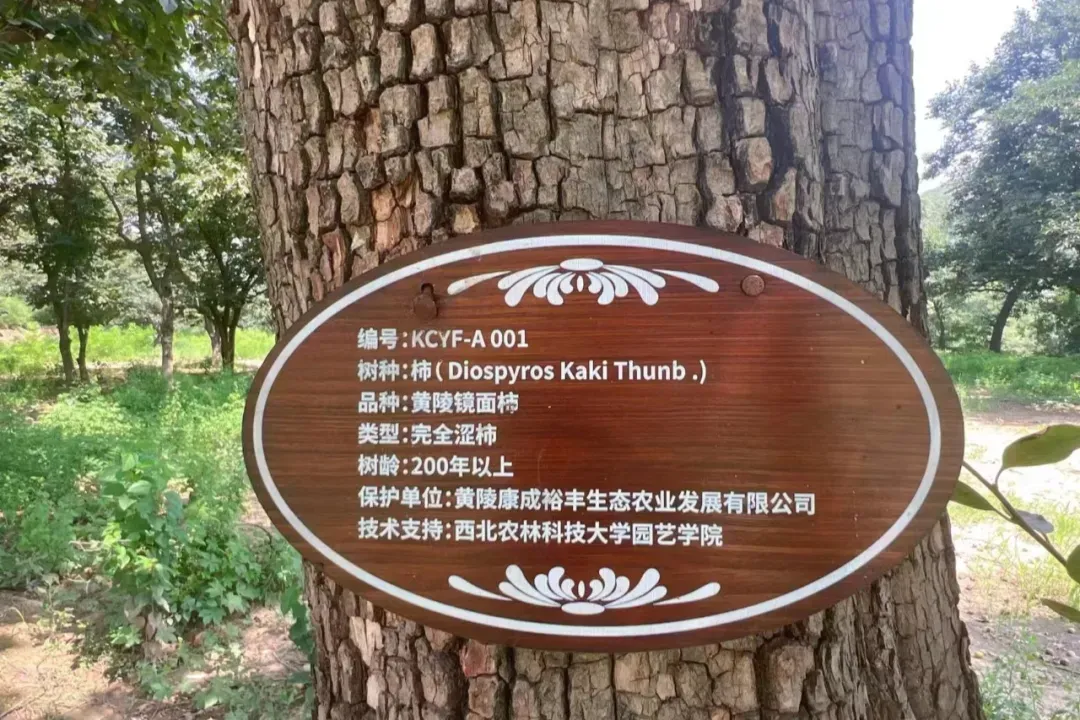 编号：KCYF-A 001
树种：柿( Diospyros Kaki Thunb .)
品种：黄陵镜面柿
类型：完全涩柿
树龄：200年以上
保护单位：黄陵康成裕丰生态农业发展有限公司
技术支持：西北农林科技大学园艺学院